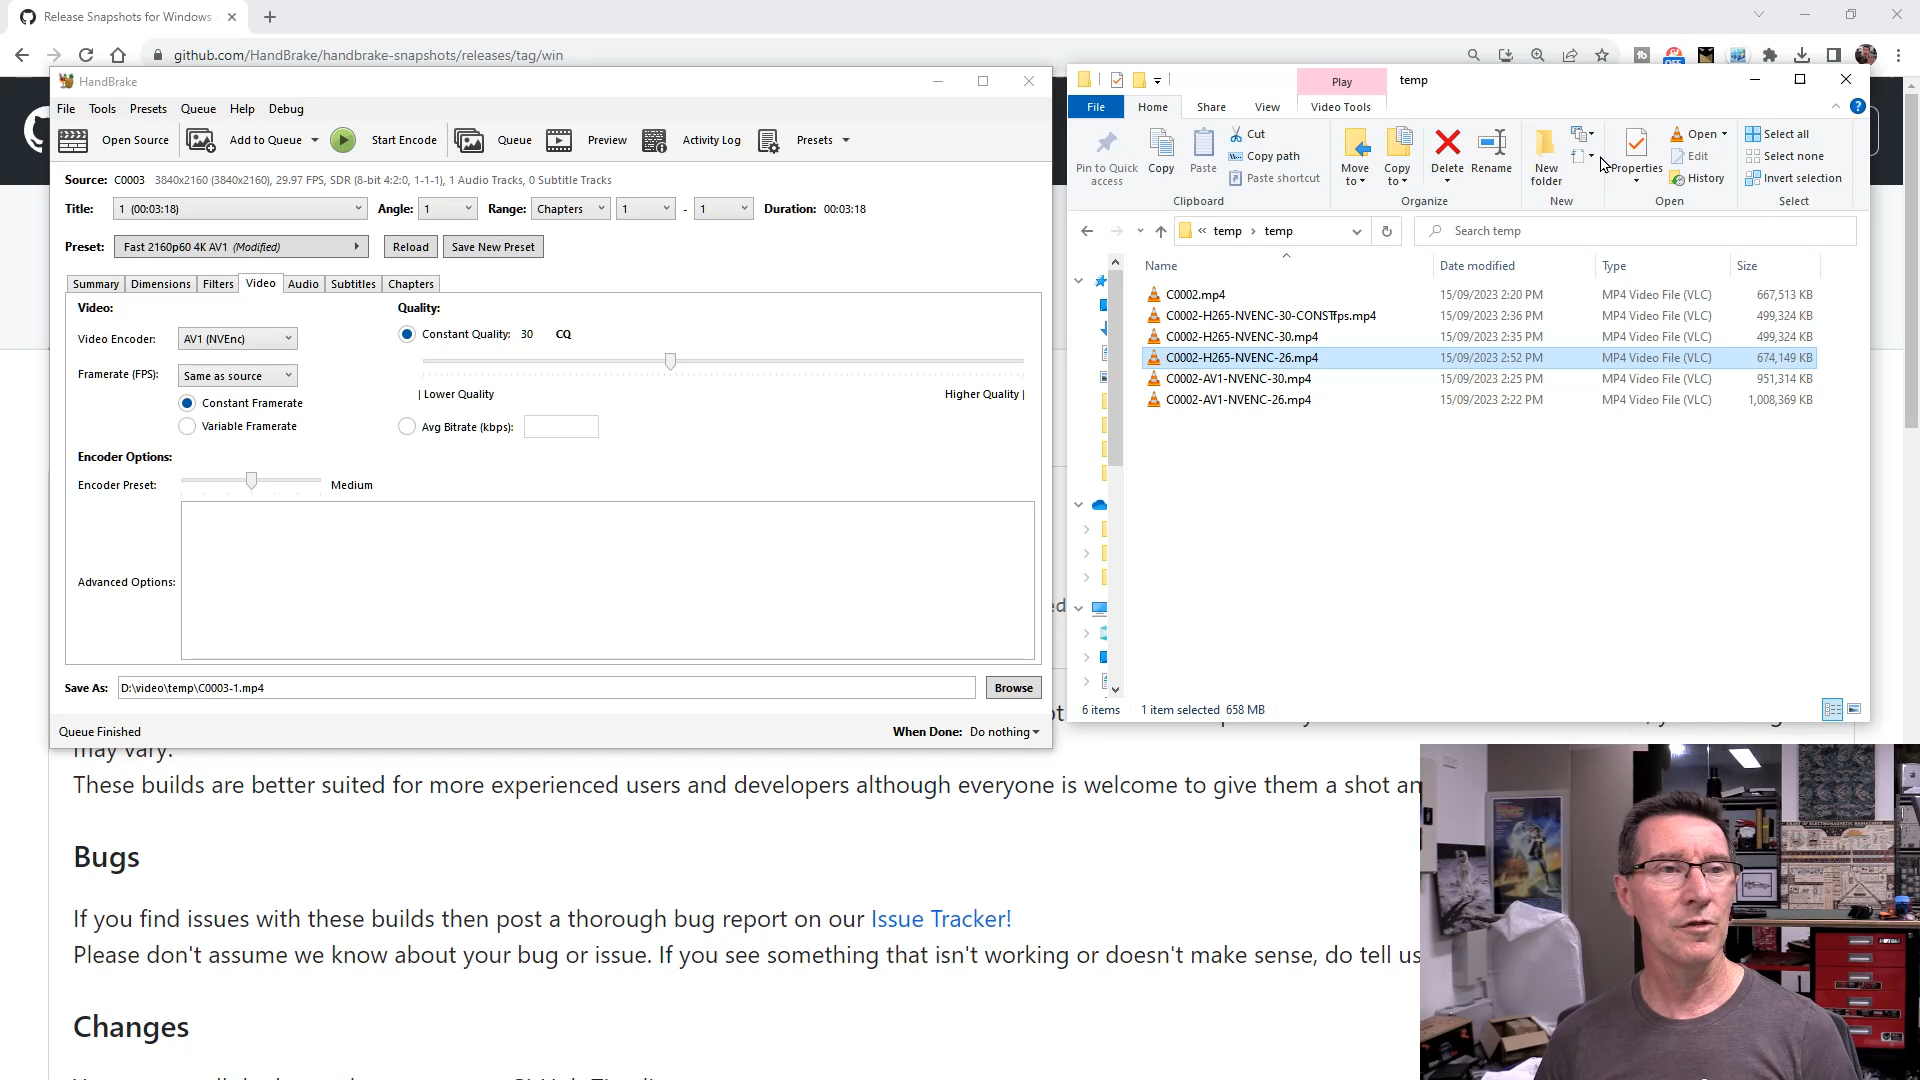 Release Snapshots for Windows
github.com/HandBrake/handbrake-snapshots/releases/tag/win
HandBrake
File Tools Presets Queue Help Debug
Open Source Add to Queue Start Encode Queue Preview Activity Log Presets
Source: C0003 3840x2160 (3840x2160), 29.97 FPS, SDR (8-bit 4:2:0, 1-1-1), 1 Audio Tracks, 0 Subtitle Tracks
Title: 1 (00:03:18) Angle: 1 Range: Chapters 1 - 1 Duration: 00:03:18
Preset: Fast 2160p60 4K AV1 (Modified) Reload Save New Preset
Summary Dimensions Filters Video Audio Subtitles Chapters
Video: Quality:
Video Encoder: AV1 (NVEnc) Constant Quality: 30 CQ
Framerate (FPS): Same as source
| Lower Quality Higher Quality |
Constant Framerate
Variable Framerate Avg Bitrate (kbps):
Encoder Options:
Encoder Preset: Medium
Advanced Options:
Save As: D:\video\temp\C0003-1.mp4 Browse
Queue Finished When Done: Do nothing
Play temp
File Home Share View Video Tools
Pin to Quick access Copy Paste Cut Copy path Paste shortcut
Move to Copy to Delete Rename New folder Properties Open Edit History
Select all Select none Invert selection
Clipboard Organize New Open Select
« temp > temp Search temp
Name Date modified Type Size
C0002.mp4 15/09/2023 2:20 PM MP4 Video File (VLC) 667,513 KB
C0002-H265-NVENC-30-CONSTfps.mp4 15/09/2023 2:36 PM MP4 Video File (VLC) 499,324 KB
C0002-H265-NVENC-30.mp4 15/09/2023 2:35 PM MP4 Video File (VLC) 499,324 KB
C0002-H265-NVENC-26.mp4 15/09/2023 2:52 PM MP4 Video File (VLC) 674,149 KB
C0002-AV1-NVENC-30.mp4 15/09/2023 2:25 PM MP4 Video File (VLC) 951,314 KB
C0002-AV1-NVENC-26.mp4 15/09/2023 2:22 PM MP4 Video File (VLC) 1,008,369 KB
6 items 1 item selected 658 MB
may vary.
These builds are better suited for more experienced users and developers although everyone is welcome to give them a shot an
Bugs
If you find issues with these builds then post a thorough bug report on our Issue Tracker!
Please don't assume we know about your bug or issue. If you see something that isn't working or doesn't make sense, do tell us
Changes